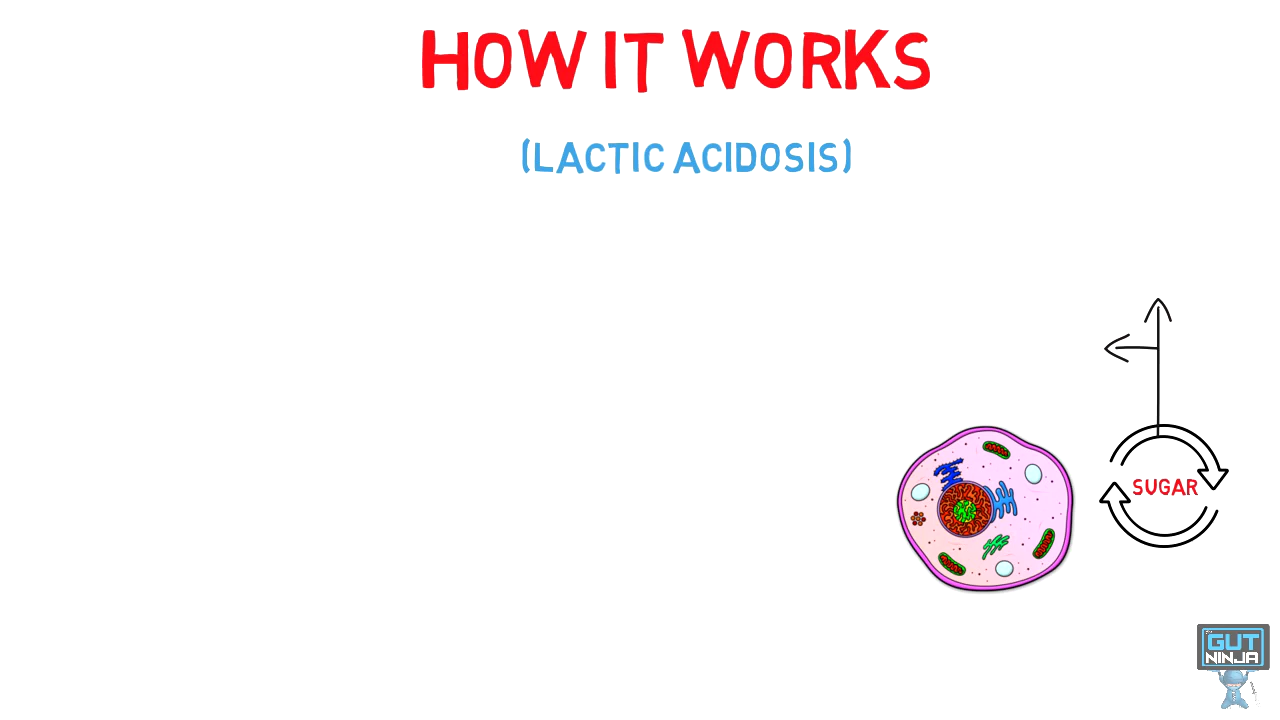 HOW IT WORKS
(LACTIC ACIDOSIS)
SUGAR
GUT
NINJA